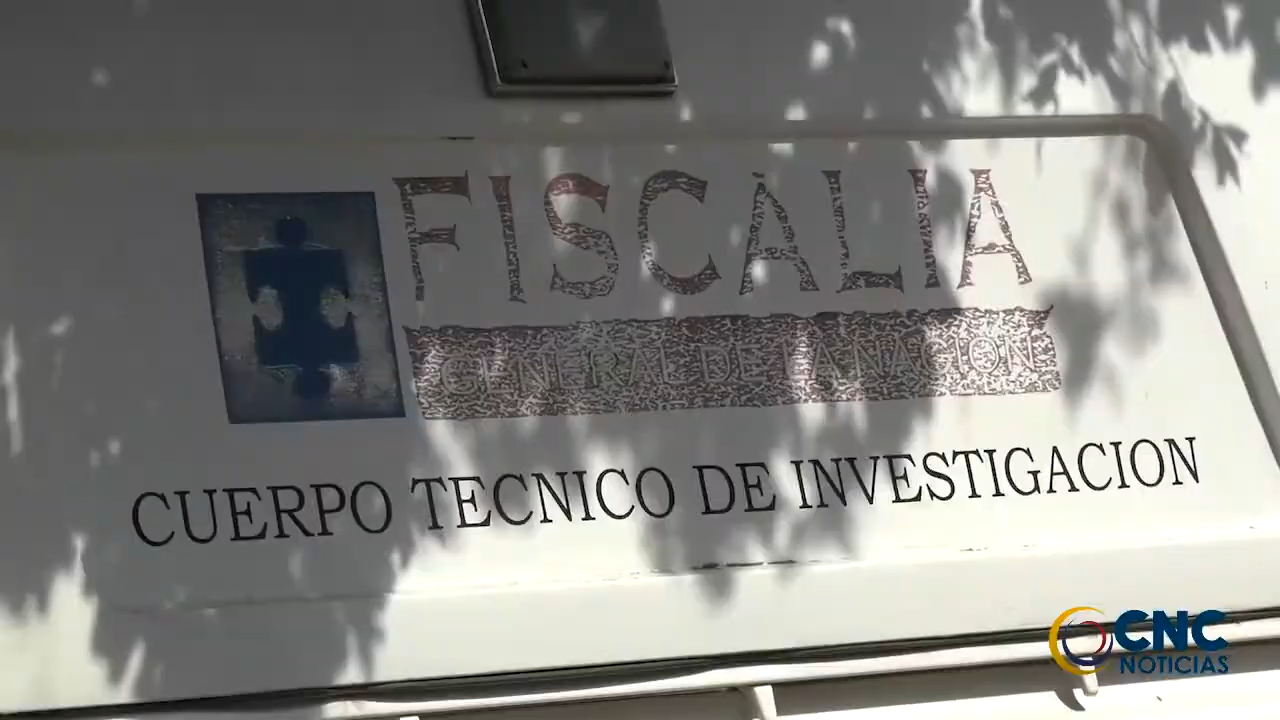 FISCALIA
GENERAL DE LA NACION
CUERPO TECNICO DE INVESTIGACION
CNC
NOTICIAS